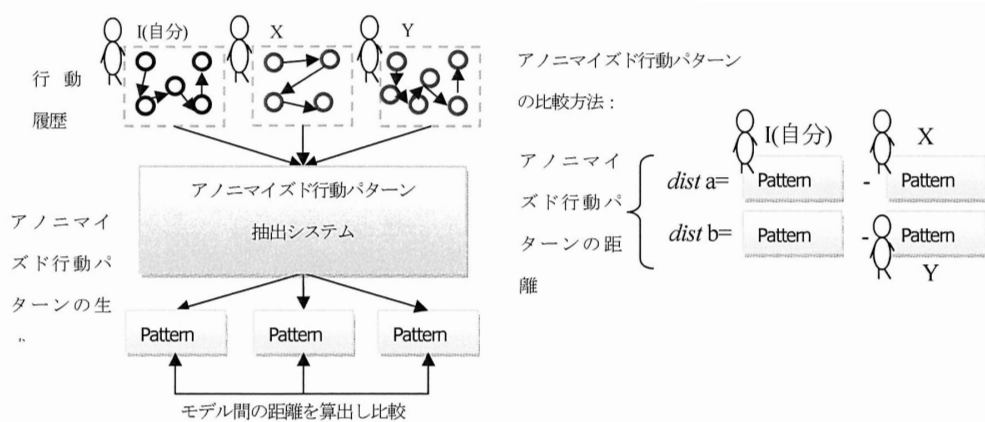 I(自分)
X
Y
行 動
履歴
アノニマイズド行動パターン
抽出システム
アノニマイ
ズド行動パ
ターンの生
Pattern
Pattern
Pattern
モデル間の距離を算出し比較
アノニマイズド行動パターン
の比較方法：
I(自分)
X
アノニマイ
ズド行動パ
ターンの距
離
dist a= Pattern - Pattern
dist b= Pattern - Pattern
Y